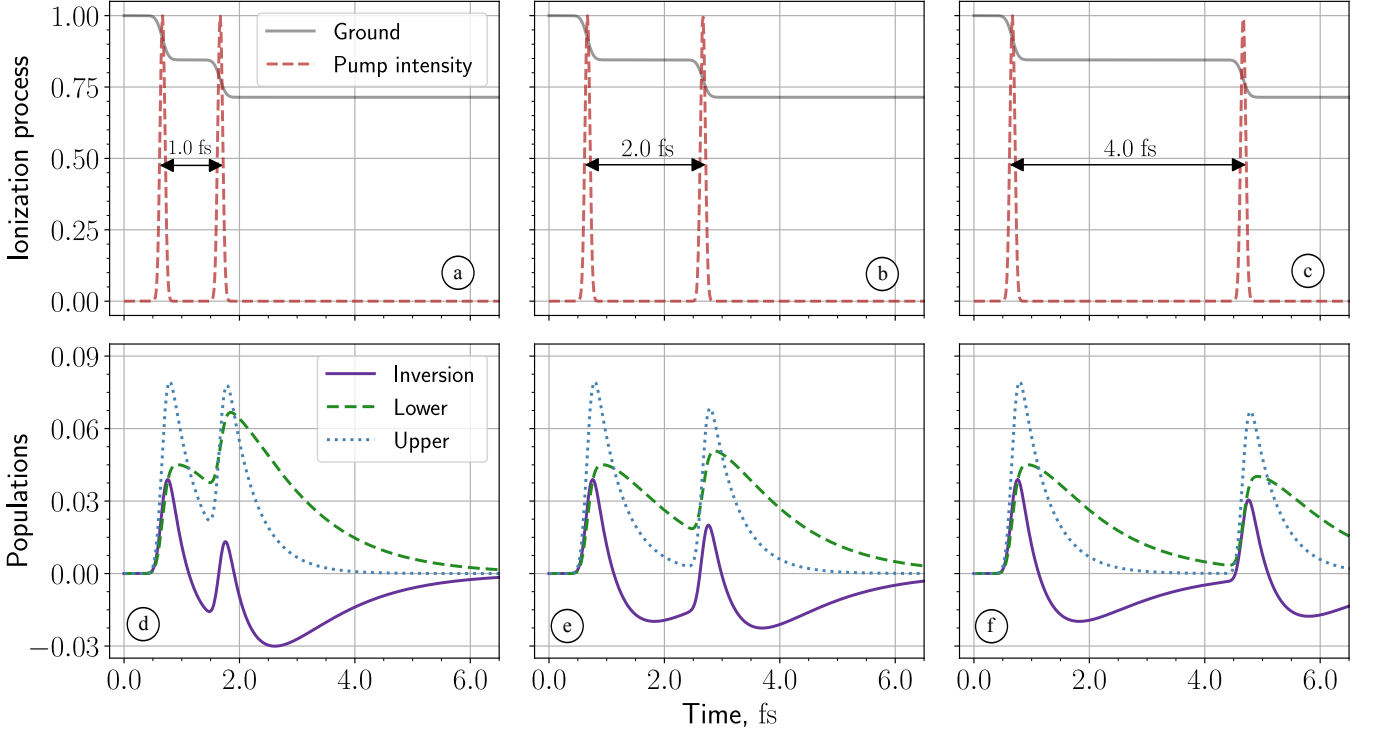 Ionization process
1.00
0.75
0.50
0.25
0.00
Ground
Pump intensity
1.0 fs
a
2.0 fs
b
4.0 fs
c
Populations
0.09
0.06
0.03
0.00
−0.03
Inversion
Lower
Upper
d
e
f
0.0 2.0 4.0 6.0
0.0 2.0 4.0 6.0
0.0 2.0 4.0 6.0
Time, fs